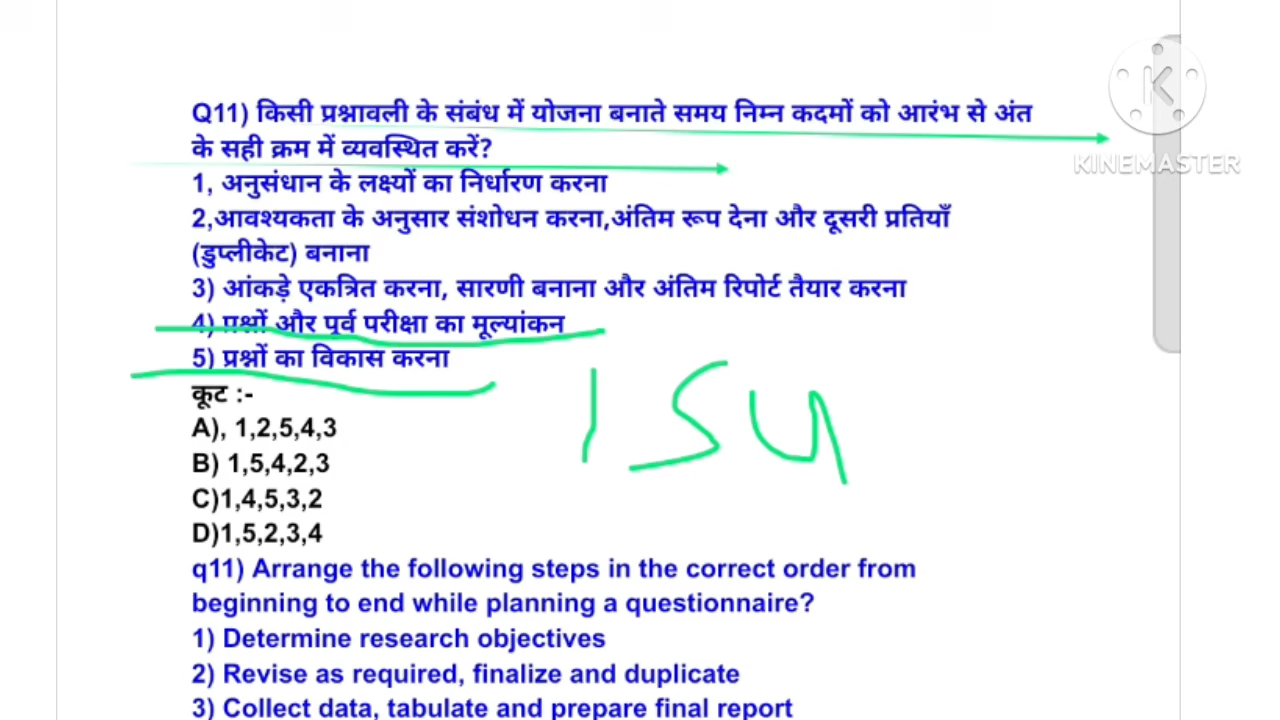 Q11) किसी प्रश्नावली के संबंध में योजना बनाते समय निम्न कदमों को आरंभ से अंत
के सही क्रम में व्यवस्थित करें?
1, अनुसंधान के लक्ष्यों का निर्धारण करना
2,आवश्यकता के अनुसार संशोधन करना,अंतिम रूप देना और दूसरी प्रतियाँ
(डुप्लीकेट) बनाना
3) आंकड़े एकत्रित करना, सारणी बनाना और अंतिम रिपोर्ट तैयार करना
4) प्रश्नों और पूर्व परीक्षा का मूल्यांकन
5) प्रश्नों का विकास करना
कूट :-
A), 1,2,5,4,3
B) 1,5,4,2,3
C)1,4,5,3,2
D)1,5,2,3,4
154
q11) Arrange the following steps in the correct order from
beginning to end while planning a questionnaire?
1) Determine research objectives
2) Revise as required, finalize and duplicate
3) Collect data, tabulate and prepare final report
KINEMASTER